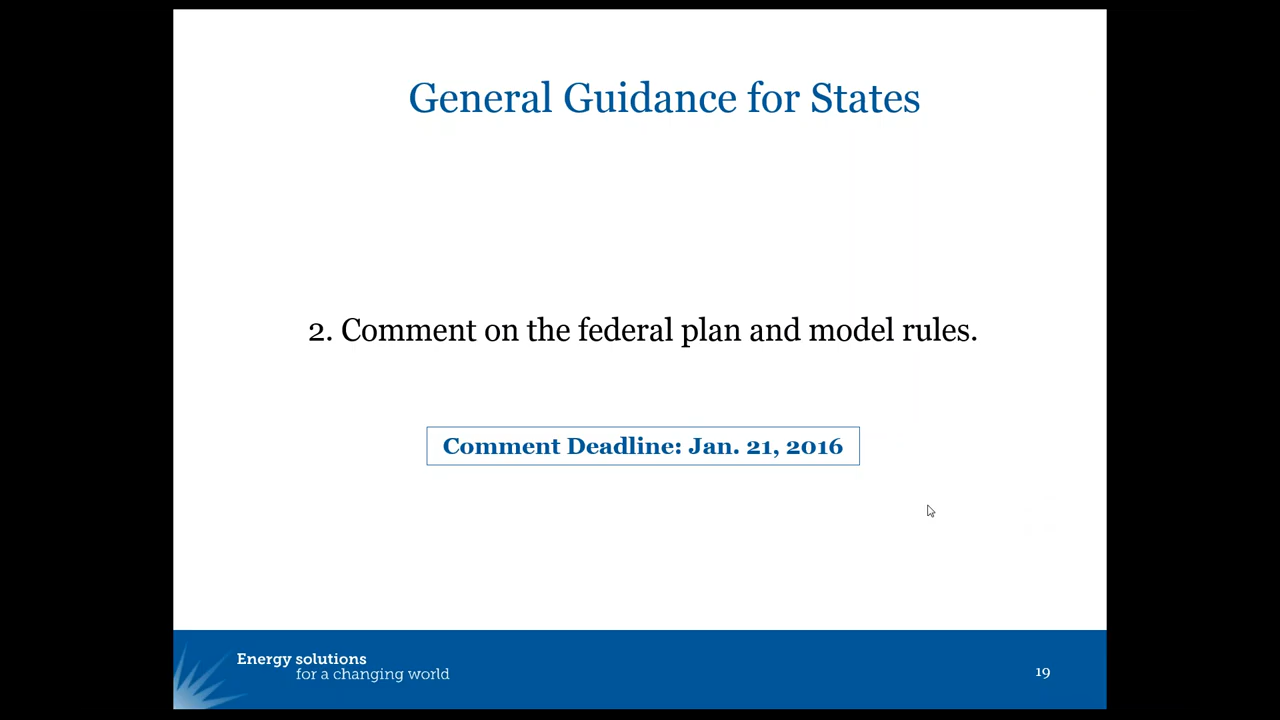 General Guidance for States
2. Comment on the federal plan and model rules.
Comment Deadline: Jan. 21, 2016
Energy solutions
for a changing world
19